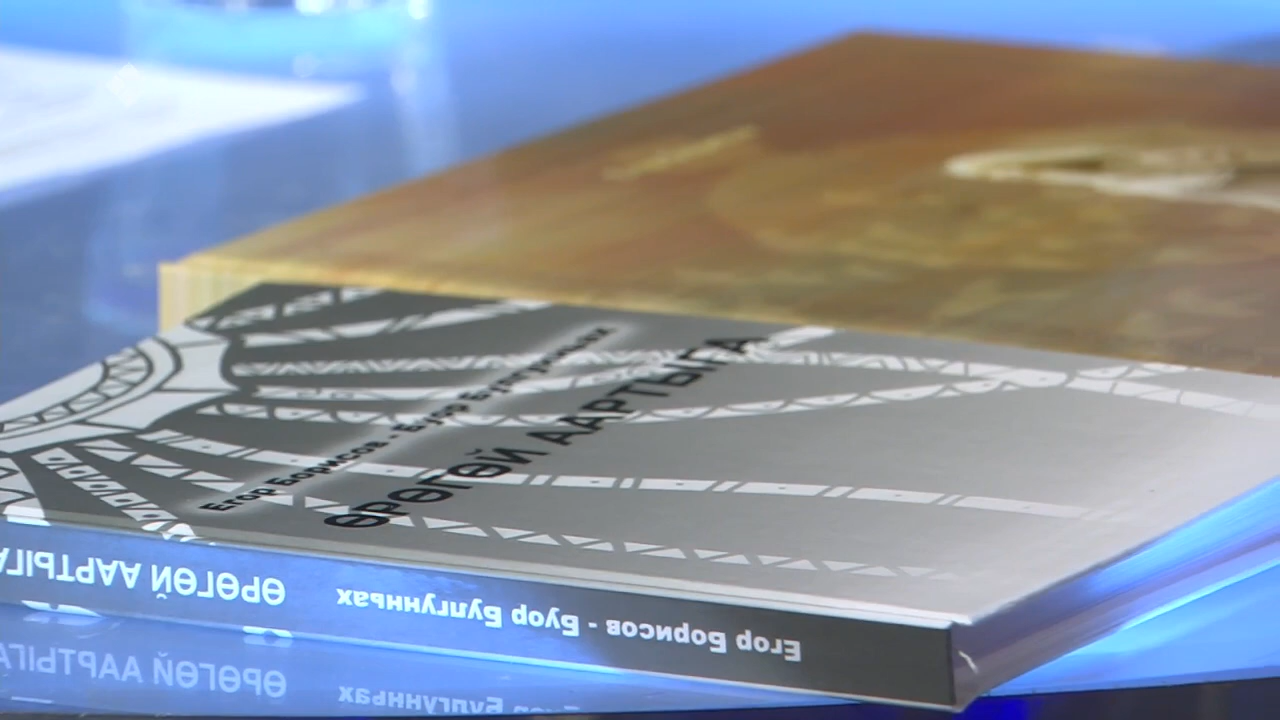 Егор Борисов - Буор Булгунньах
ӨРӨГӨЙ ААРТЫГА
Егор Борисов - Буор Булгунньах ӨРӨГӨЙ ААРТЫГА